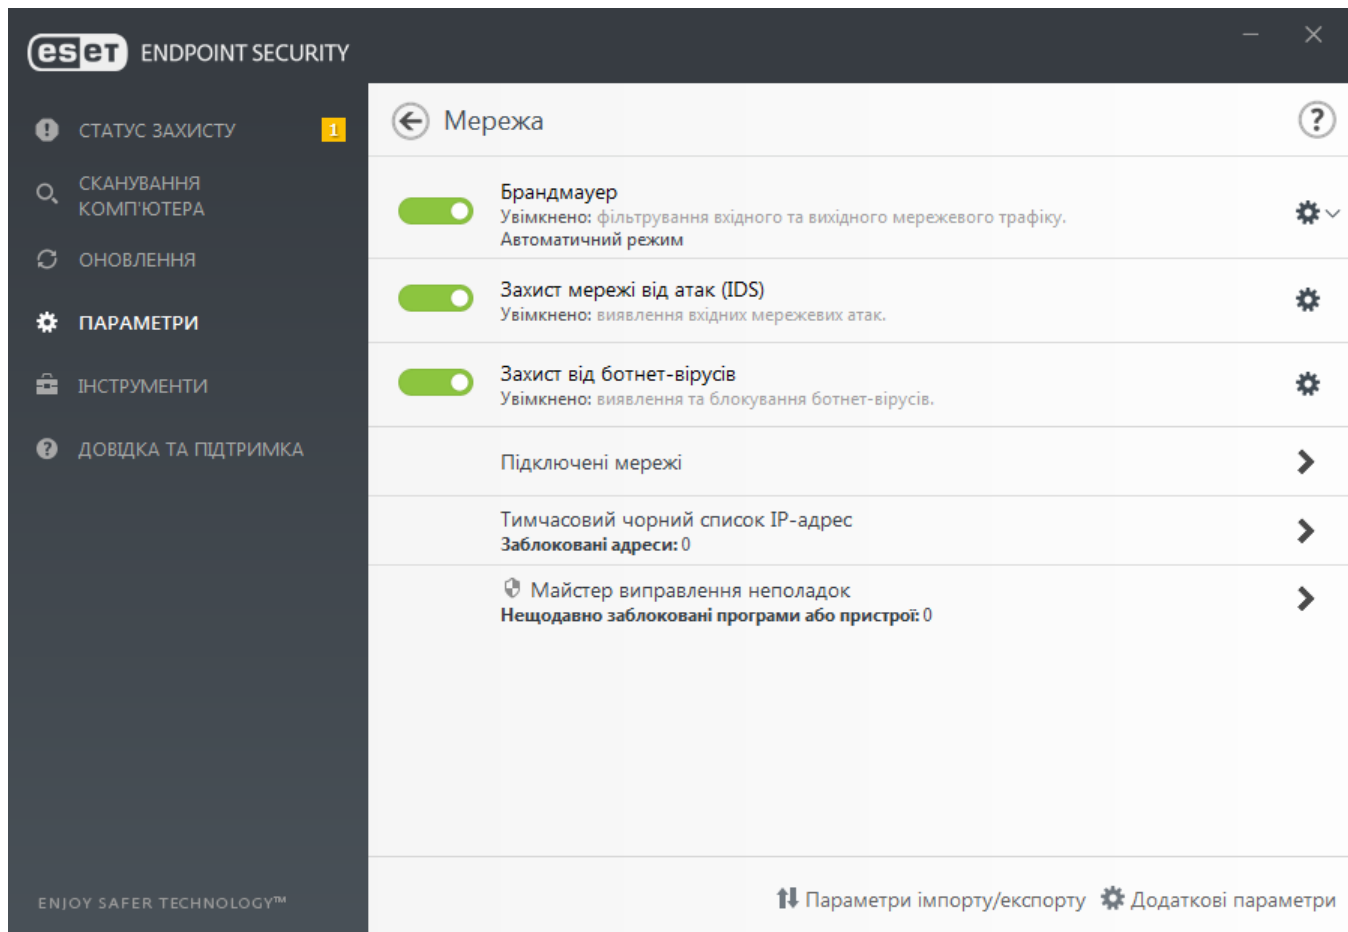 eset ENDPOINT SECURITY
СТАТУС ЗАХИСТУ 1
СКАНУВАННЯ
КОМП'ЮТЕРА
ОНОВЛЕННЯ
ПАРАМЕТРИ
ІНСТРУМЕНТИ
ДОВІДКА ТА ПІДТРИМКА
ENJOY SAFER TECHNOLOGY™
Мережа ?
Брандмауер
Увімкнено: фільтрування вхідного та вихідного мережевого трафіку.
Автоматичний режим
Захист мережі від атак (IDS)
Увімкнено: виявлення вхідних мережевих атак.
Захист від ботнет-вірусів
Увімкнено: виявлення та блокування ботнет-вірусів.
Підключені мережі
Тимчасовий чорний список IP-адрес
Заблоковані адреси: 0
Майстер виправлення неполадок
Нещодавно заблоковані програми або пристрої: 0
Параметри імпорту/експорту Додаткові параметри